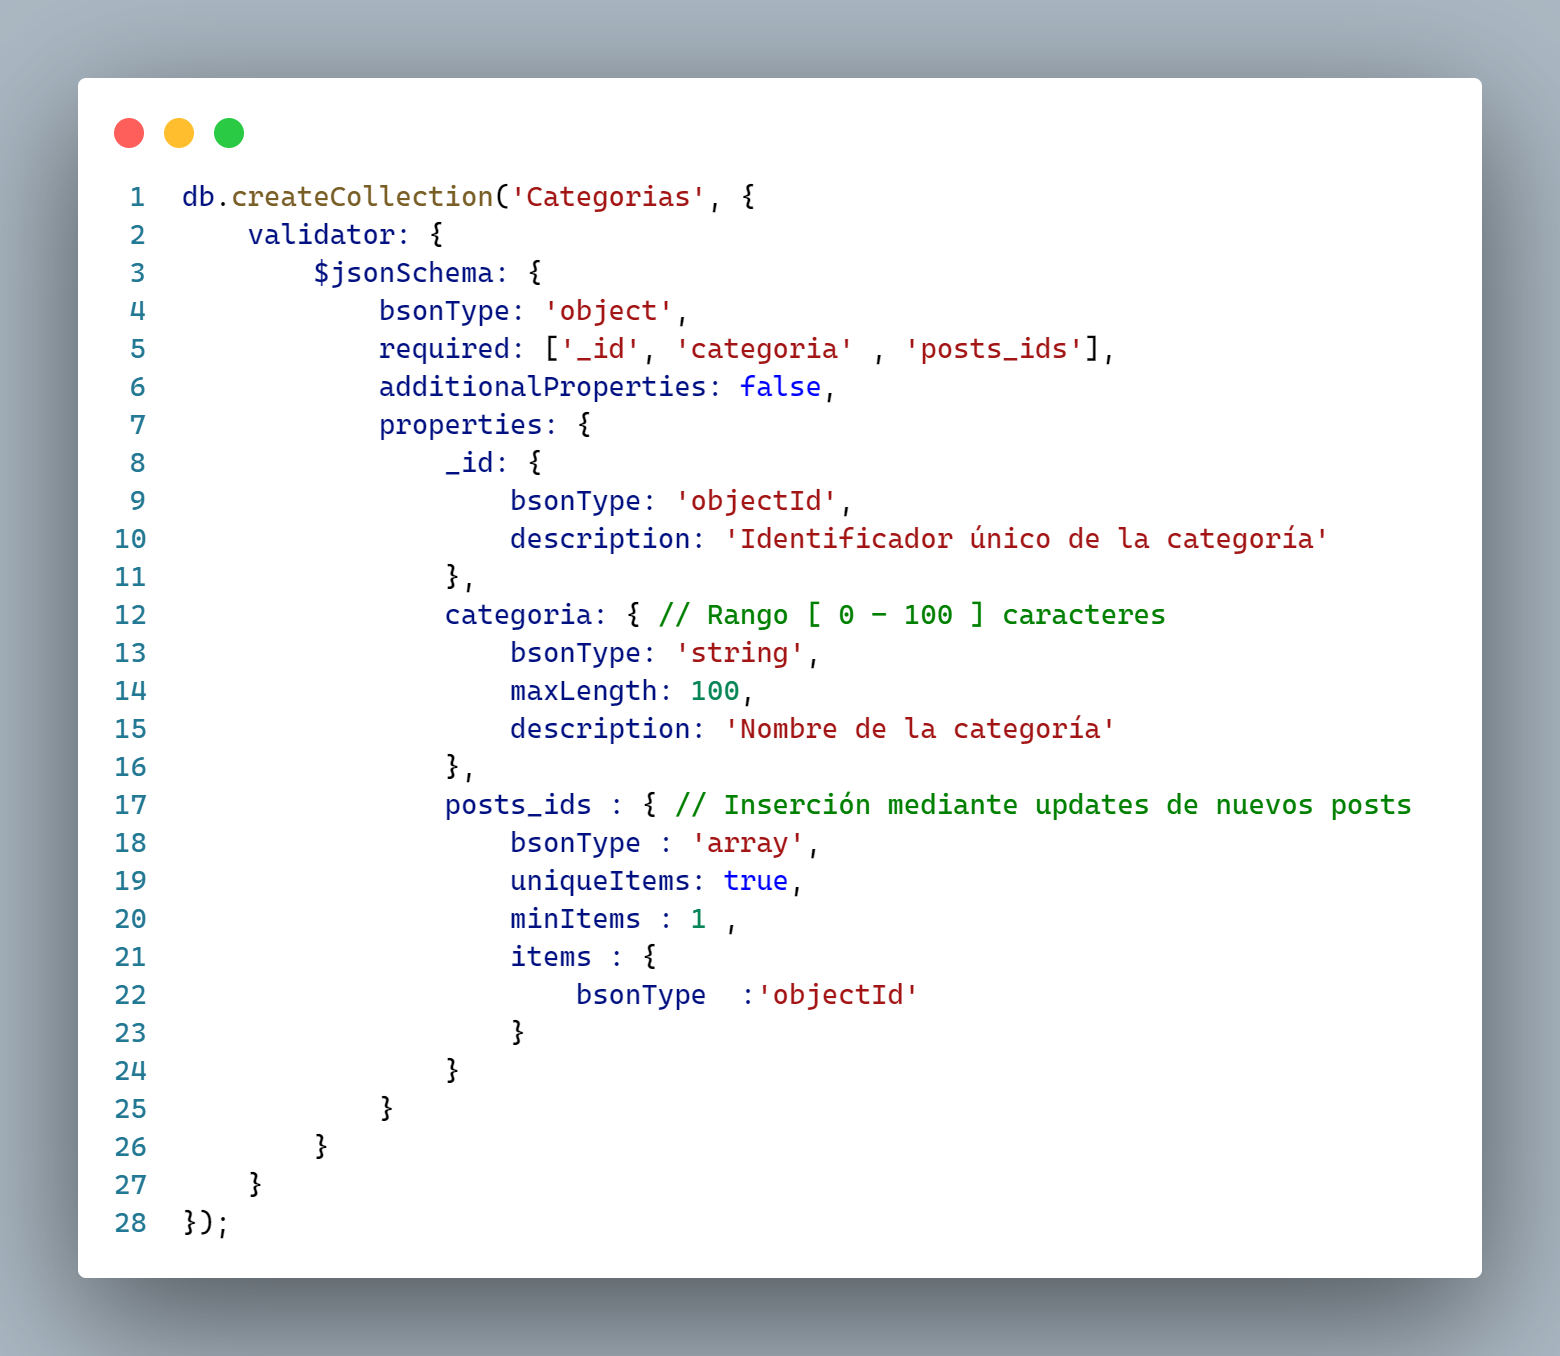 1 db.createCollection('Categorias', {
2     validator: {
3         $jsonSchema: {
4             bsonType: 'object',
5             required: ['_id', 'categoria' , 'posts_ids'],
6             additionalProperties: false,
7             properties: {
8                 _id: {
9                     bsonType: 'objectId',
10                     description: 'Identificador único de la categoría'
11                 },
12                 categoria: { // Rango [ 0 - 100 ] caracteres
13                     bsonType: 'string',
14                     maxLength: 100,
15                     description: 'Nombre de la categoría'
16                 },
17                 posts_ids : { // Inserción mediante updates de nuevos posts
18                     bsonType : 'array',
19                     uniqueItems: true,
20                     minItems : 1 ,
21                     items : {
22                         bsonType  :'objectId'
23                     }
24                 }
25             }
26         }
27     }
28 });